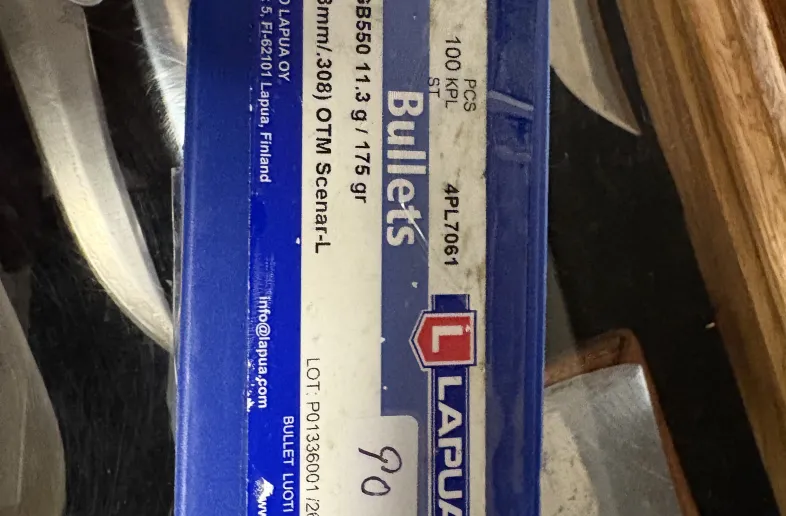 100 PCS
KPL
ST
4PL7061
LAPUA
Bullets
90
GB550 11.3 g / 175 gr
8mm/.308) OTM Scenar-L
LOT: P01336001 /26
O LAPUA OY
5, FI-62101 Lapua, Finland
info@lapua.com
BULLET LUOTI